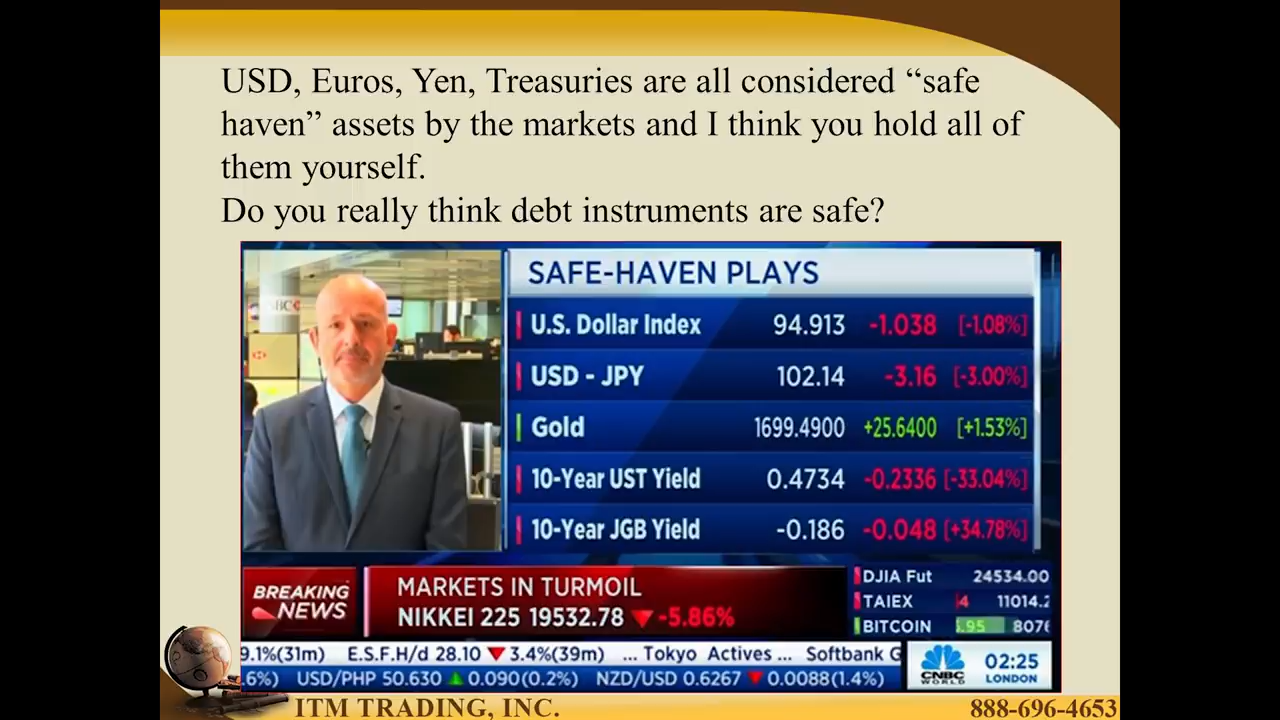 USD, Euros, Yen, Treasuries are all considered “safe
haven” assets by the markets and I think you hold all of
them yourself.
Do you really think debt instruments are safe?
SAFE-HAVEN PLAYS
U.S. Dollar Index 94.913 -1.038 [-1.08%]
USD - JPY 102.14 -3.16 [-3.00%]
Gold 1699.4900 +25.6400 [+1.53%]
10-Year UST Yield 0.4734 -0.2336 [-33.04%]
10-Year JGB Yield -0.186 -0.048 [+34.78%]
BREAKING
NEWS
MARKETS IN TURMOIL
NIKKEI 225 19532.78 ▼ -5.86%
DJIA Fut 24534.00
TAIEX 4 11014.2
BITCOIN 5.95 8076
9.1%(31m) E.S.F.H/d 28.10 ▼ 3.4%(39m) ... Tokyo Actives ... Softbank G
6%) USD/PHP 50.630 ▲ 0.090(0.2%) NZD/USD 0.6267 ▼ 0.0088(1.4%)
CNBC
WORLD
02:25
LONDON
ITM TRADING, INC. 888-696-4653